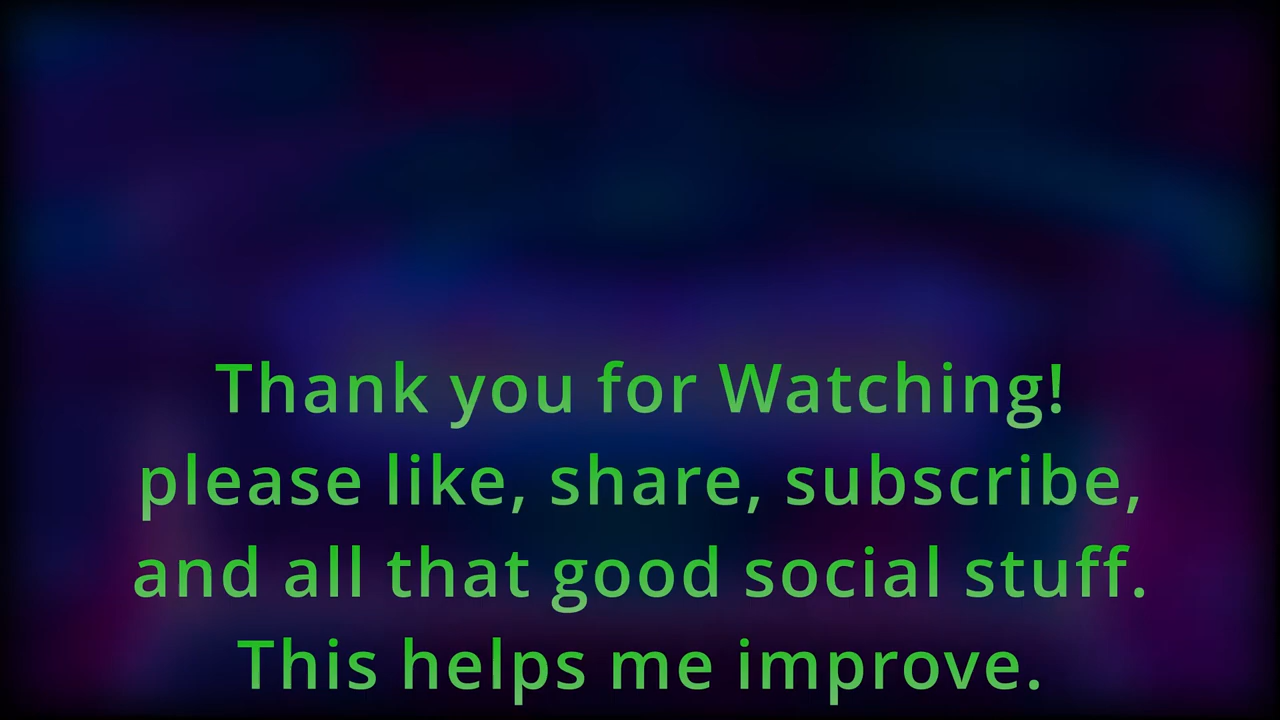 Thank you for Watching!
please like, share, subscribe,
and all that good social stuff.
This helps me improve.